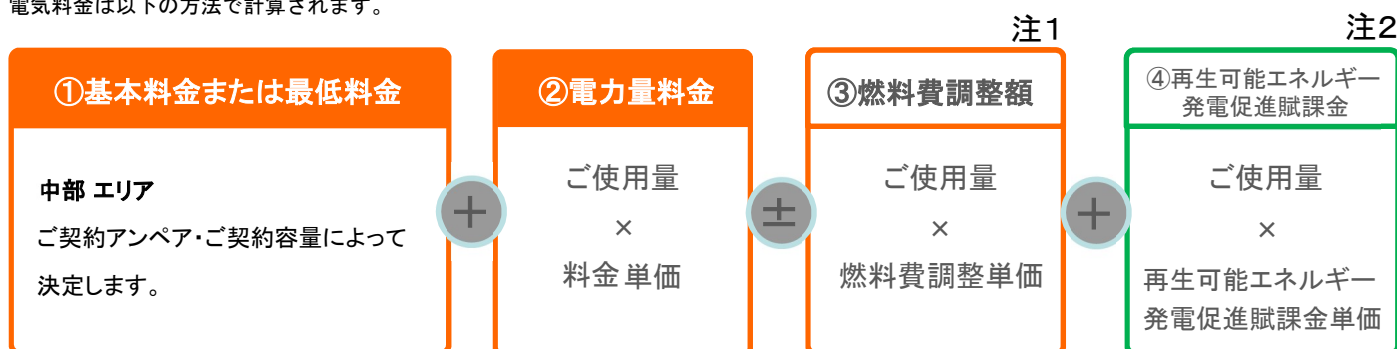 電気料金は以下の方法で計算されます。
注1
注2
①基本料金または最低料金
中部 エリア
ご契約アンペア・ご契約容量によって
決定します。
＋
②電力量料金
ご使用量
×
料金単価
±
③燃料費調整額
ご使用量
×
燃料費調整単価
＋
④再生可能エネルギー
発電促進賦課金
ご使用量
×
再生可能エネルギー
発電促進賦課金単価